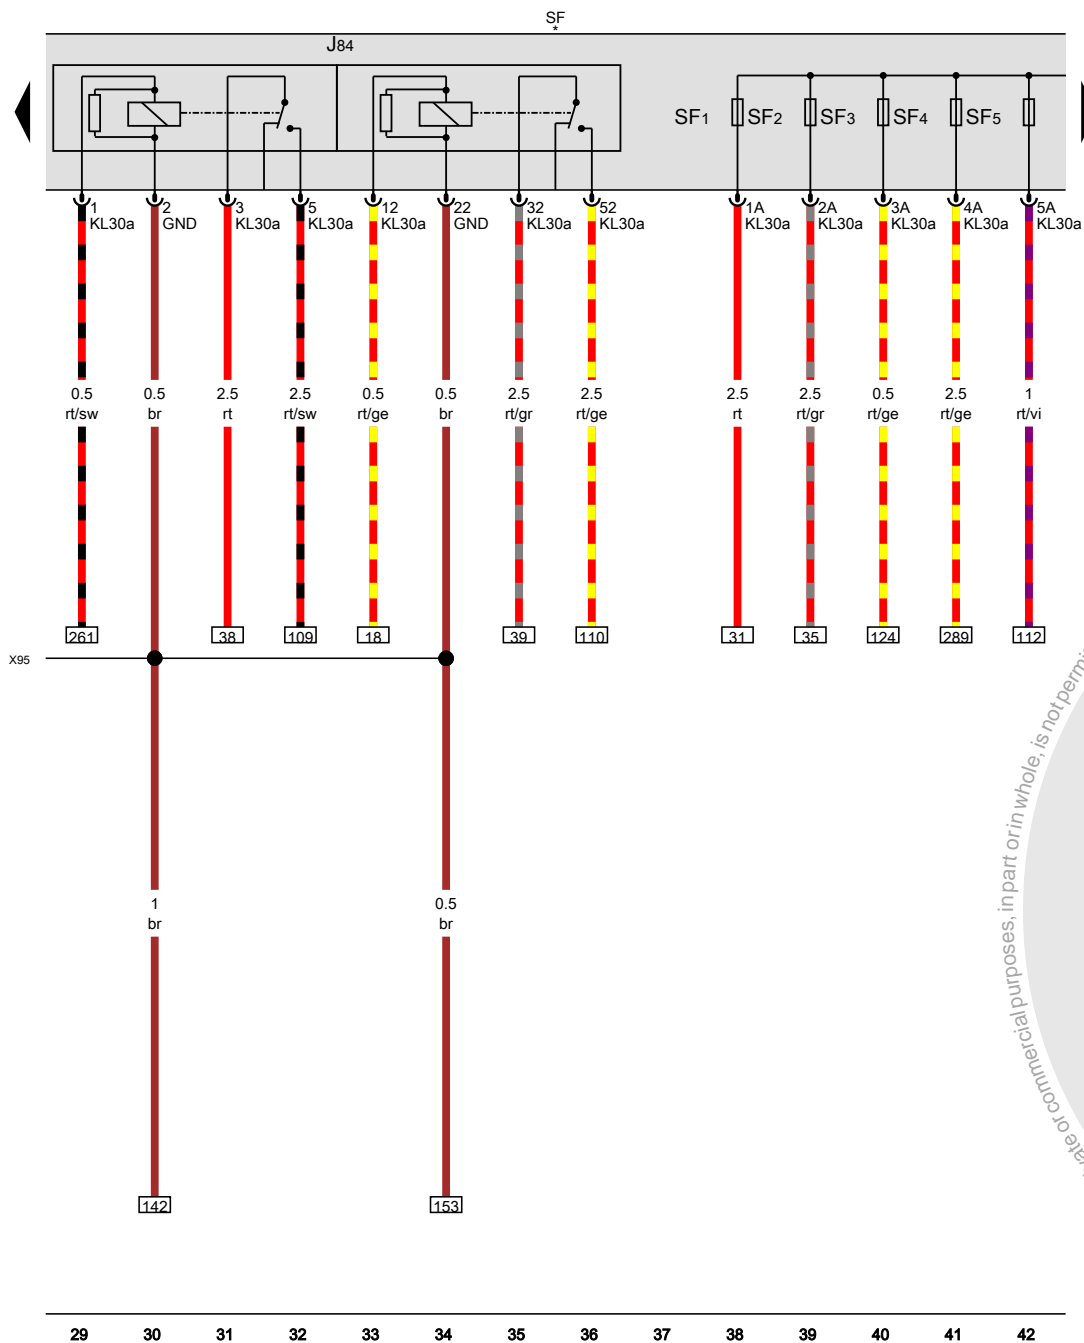 SF
*
J84
SF1 SF2 SF3 SF4 SF5
1 2 3 5 12 22 32 52 1A 2A 3A 4A 5A
KL30a GND KL30a KL30a KL30a GND KL30a KL30a KL30a KL30a KL30a KL30a KL30a
0.5 0.5 2.5 2.5 0.5 0.5 2.5 2.5 2.5 2.5 0.5 2.5 1
rt/sw br rt rt/sw rt/ge br rt/gr rt/ge rt rt/gr rt/ge rt/ge rt/vi
261 38 109 18 39 110 31 35 124 289 112
X95
1 0.5
br br
142 153
or commercial purposes, in part or in whole, is not
29 30 31 32 33 34 35 36 37 38 39 40 41 42